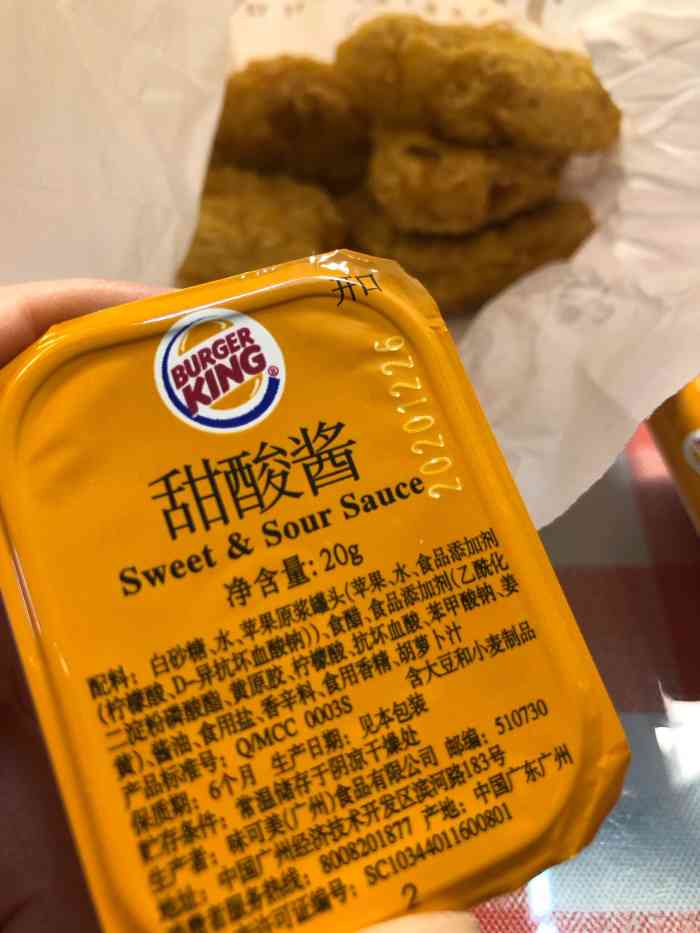 开口
BURGER
KING®
20201226
甜酸酱
Sweet & Sour Sauce
净含量: 20g
配料: 白砂糖、水、苹果原浆罐头(苹果、水、食品添加剂
(柠檬酸、D-异抗坏血酸钠))、食醋、食品添加剂(乙酰化
二淀粉磷酸酯、黄原胶、柠檬酸、抗坏血酸、苯甲酸钠、姜
黄)、酱油、食用盐、香辛料、食用香精、胡萝卜汁
产品标准号: Q/MCC 0003S 含大豆和小麦制品
保质期: 6个月 生产日期: 见本包装
贮存条件: 常温储存于阴凉干燥处
生产者: 味可美(广州)食品有限公司 邮编: 510730
地址: 中国广州经济技术开发区滨河路183号
消费者服务热线: 8008201877 产地: 中国广东广州
许可证编号: SC10344011600801
2